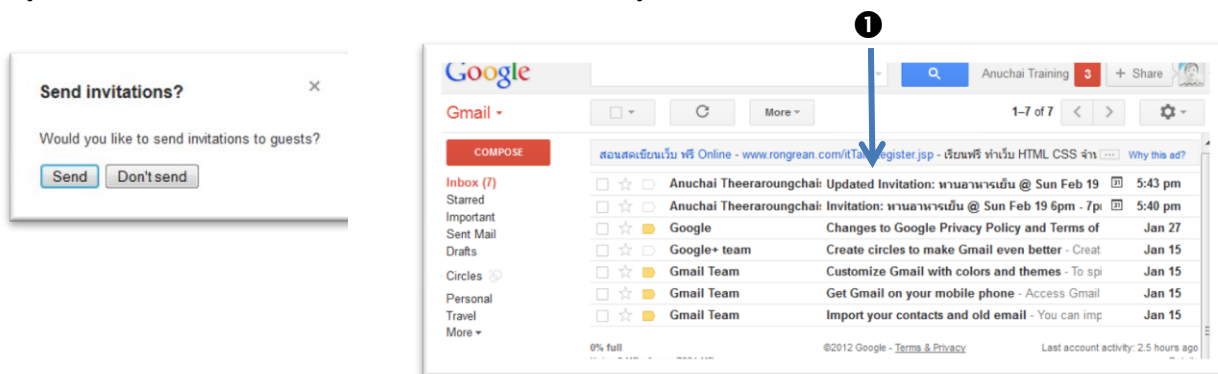 ❶
Send invitations?
Would you like to send invitations to guests?
Send Don't send
Google
Anuchai Training 3 + Share
Gmail
More
1–7 of 7
COMPOSE
สอนสดเขียนเว็บ ฟรี Online - www.rongrean.com/itTa egister.jsp - เรียนฟรี ทำเว็บ HTML CSS จำ Why this ad?
Inbox (7)
Starred
Important
Sent Mail
Drafts
Circles
Personal
Travel
More
Anuchai Theeraroungchai: Updated Invitation: ทานอาหารเย็น @ Sun Feb 19 31 5:43 pm
Anuchai Theeraroungchai: Invitation: ทานอาหารเย็น @ Sun Feb 19 6pm - 7p 31 5:40 pm
Google Changes to Google Privacy Policy and Terms of Jan 27
Google+ team Create circles to make Gmail even better - Creat Jan 15
Gmail Team Customize Gmail with colors and themes - To spi Jan 15
Gmail Team Get Gmail on your mobile phone - Access Gmail Jan 15
Gmail Team Import your contacts and old email - You can imp Jan 15
0% full
©2012 Google - Terms & Privacy
Last account activity: 2.5 hours ago